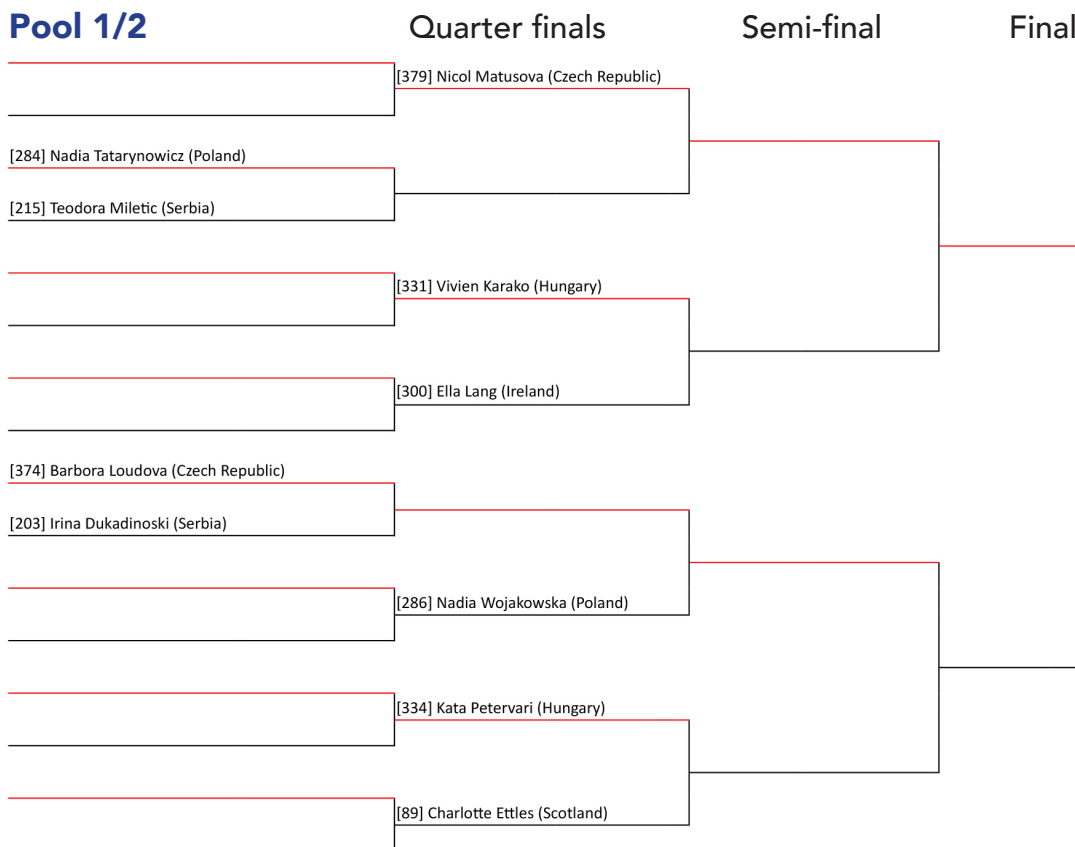 Pool 1/2
Quarter finals
Semi-final
Final
[379] Nicol Matusova (Czech Republic)
[284] Nadia Tatarynowicz (Poland)
[215] Teodora Miletic (Serbia)
[331] Vivien Karako (Hungary)
[300] Ella Lang (Ireland)
[374] Barbora Loudova (Czech Republic)
[203] Irina Dukadinoski (Serbia)
[286] Nadia Wojakowska (Poland)
[334] Kata Petervari (Hungary)
[89] Charlotte Ettles (Scotland)